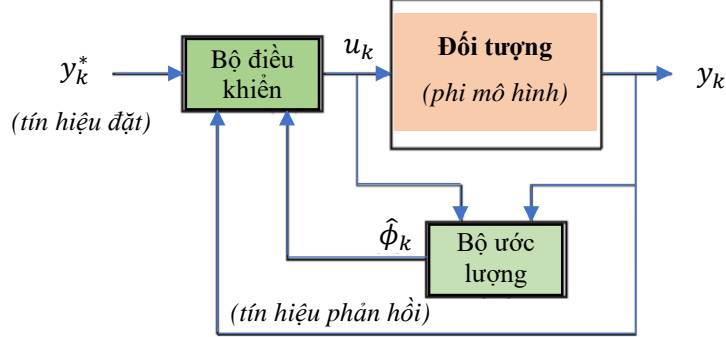 y*k
(tín hiệu đặt)
Bộ điều
khiển
uk
Đối tượng
(phi mô hình)
yk
ϕ̂k
Bộ ước
lượng
(tín hiệu phản hồi)